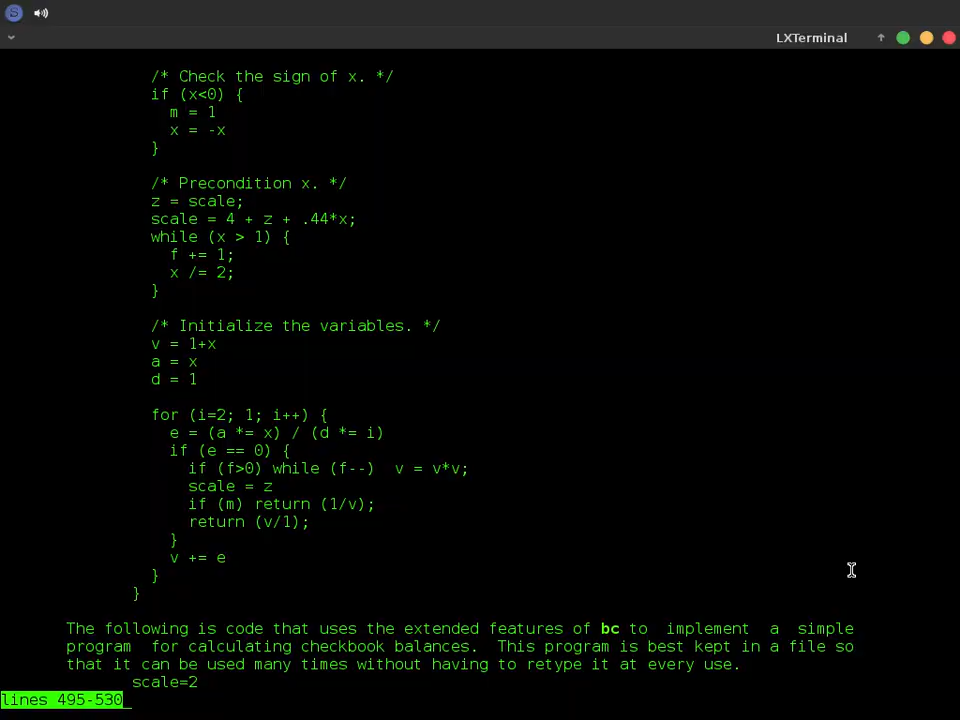 S
LXTerminal
/* Check the sign of x. */
if (x<0) {
m = 1
x = -x
}
/* Precondition x. */
z = scale;
scale = 4 + z + .44*x;
while (x > 1) {
f += 1;
x /= 2;
}
/* Initialize the variables. */
v = 1+x
a = x
d = 1
for (i=2; 1; i++) {
e = (a *= x) / (d *= i)
if (e == 0) {
if (f>0) while (f--)  v = v*v;
scale = z
if (m) return (1/v);
return (v/1);
}
v += e
}
}
The following is code that uses the extended features of bc to  implement  a  simple
program  for calculating checkbook balances.  This program is best kept in a file so
that it can be used many times without having to retype it at every use.
scale=2
lines 495-530